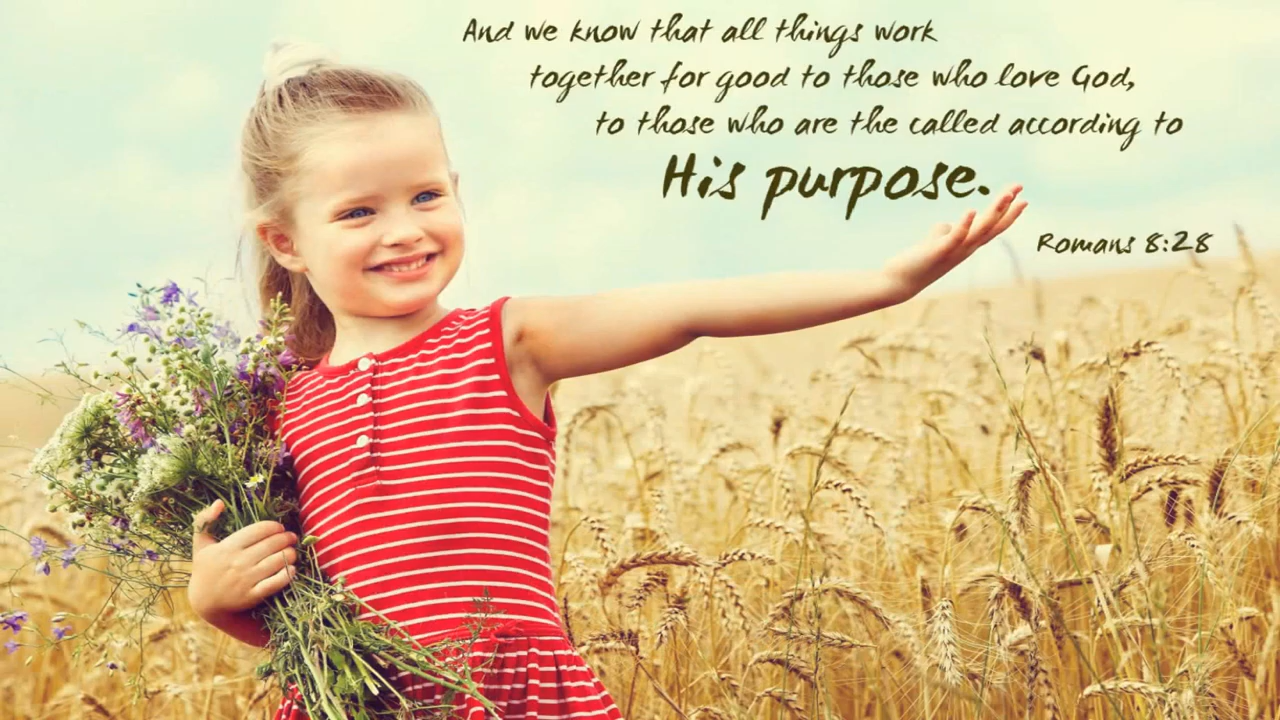 And we know that all things work
together for good to those who love God,
to those who are the called according to
His purpose.
Romans 8:28